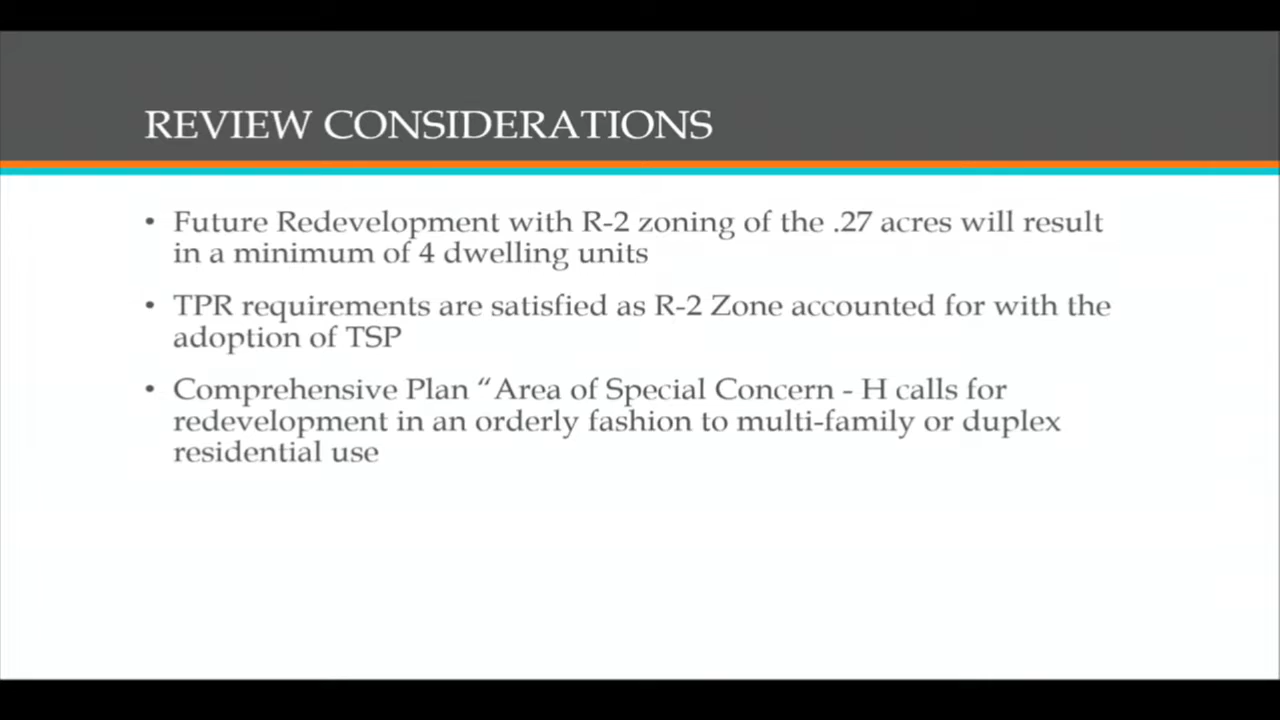 REVIEW CONSIDERATIONS
• Future Redevelopment with R-2 zoning of the .27 acres will result
in a minimum of 4 dwelling units
• TPR requirements are satisfied as R-2 Zone accounted for with the
adoption of TSP
• Comprehensive Plan “Area of Special Concern - H calls for
redevelopment in an orderly fashion to multi-family or duplex
residential use